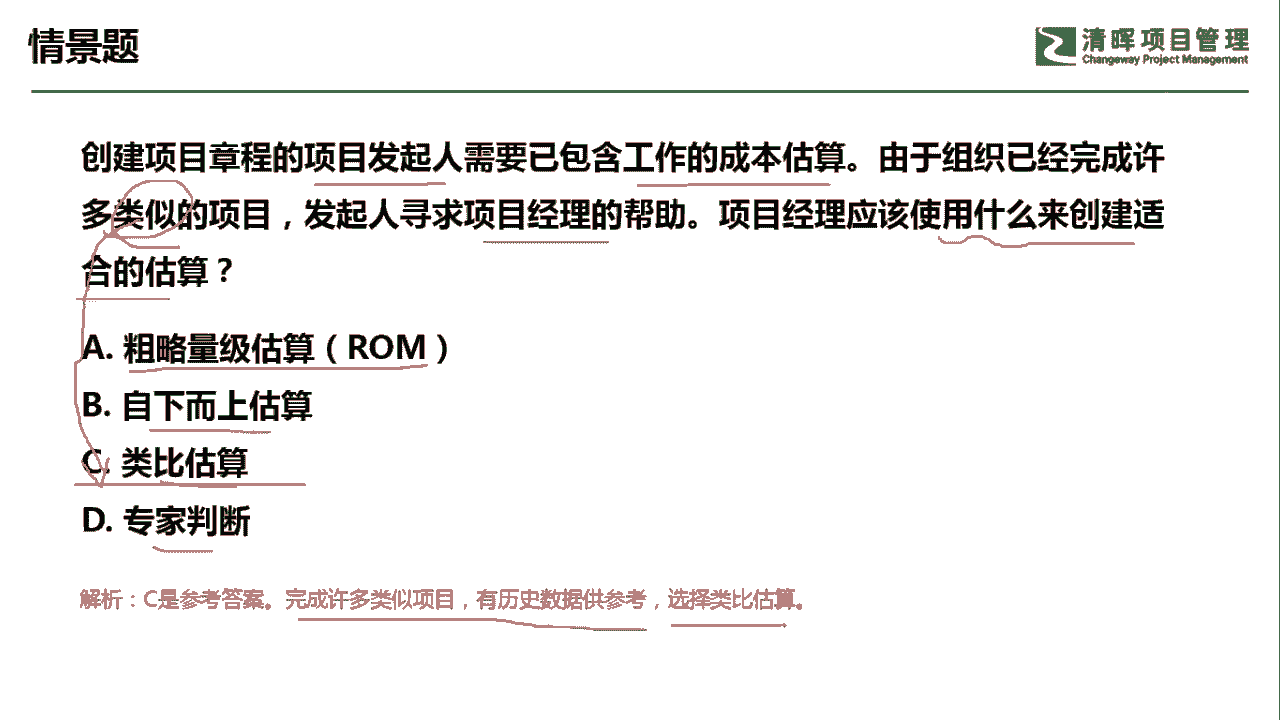 情景题
清晖项目管理
Changeway Project Management
创建项目章程的项目发起人需要已包含工作的成本估算。由于组织已经完成许
多类似的项目，发起人寻求项目经理的帮助。项目经理应该使用什么来创建适
合的估算？
A. 粗略量级估算（ROM）
B. 自下而上估算
C. 类比估算
D. 专家判断
解析：C是参考答案。完成许多类似项目，有历史数据供参考，选择类比估算。